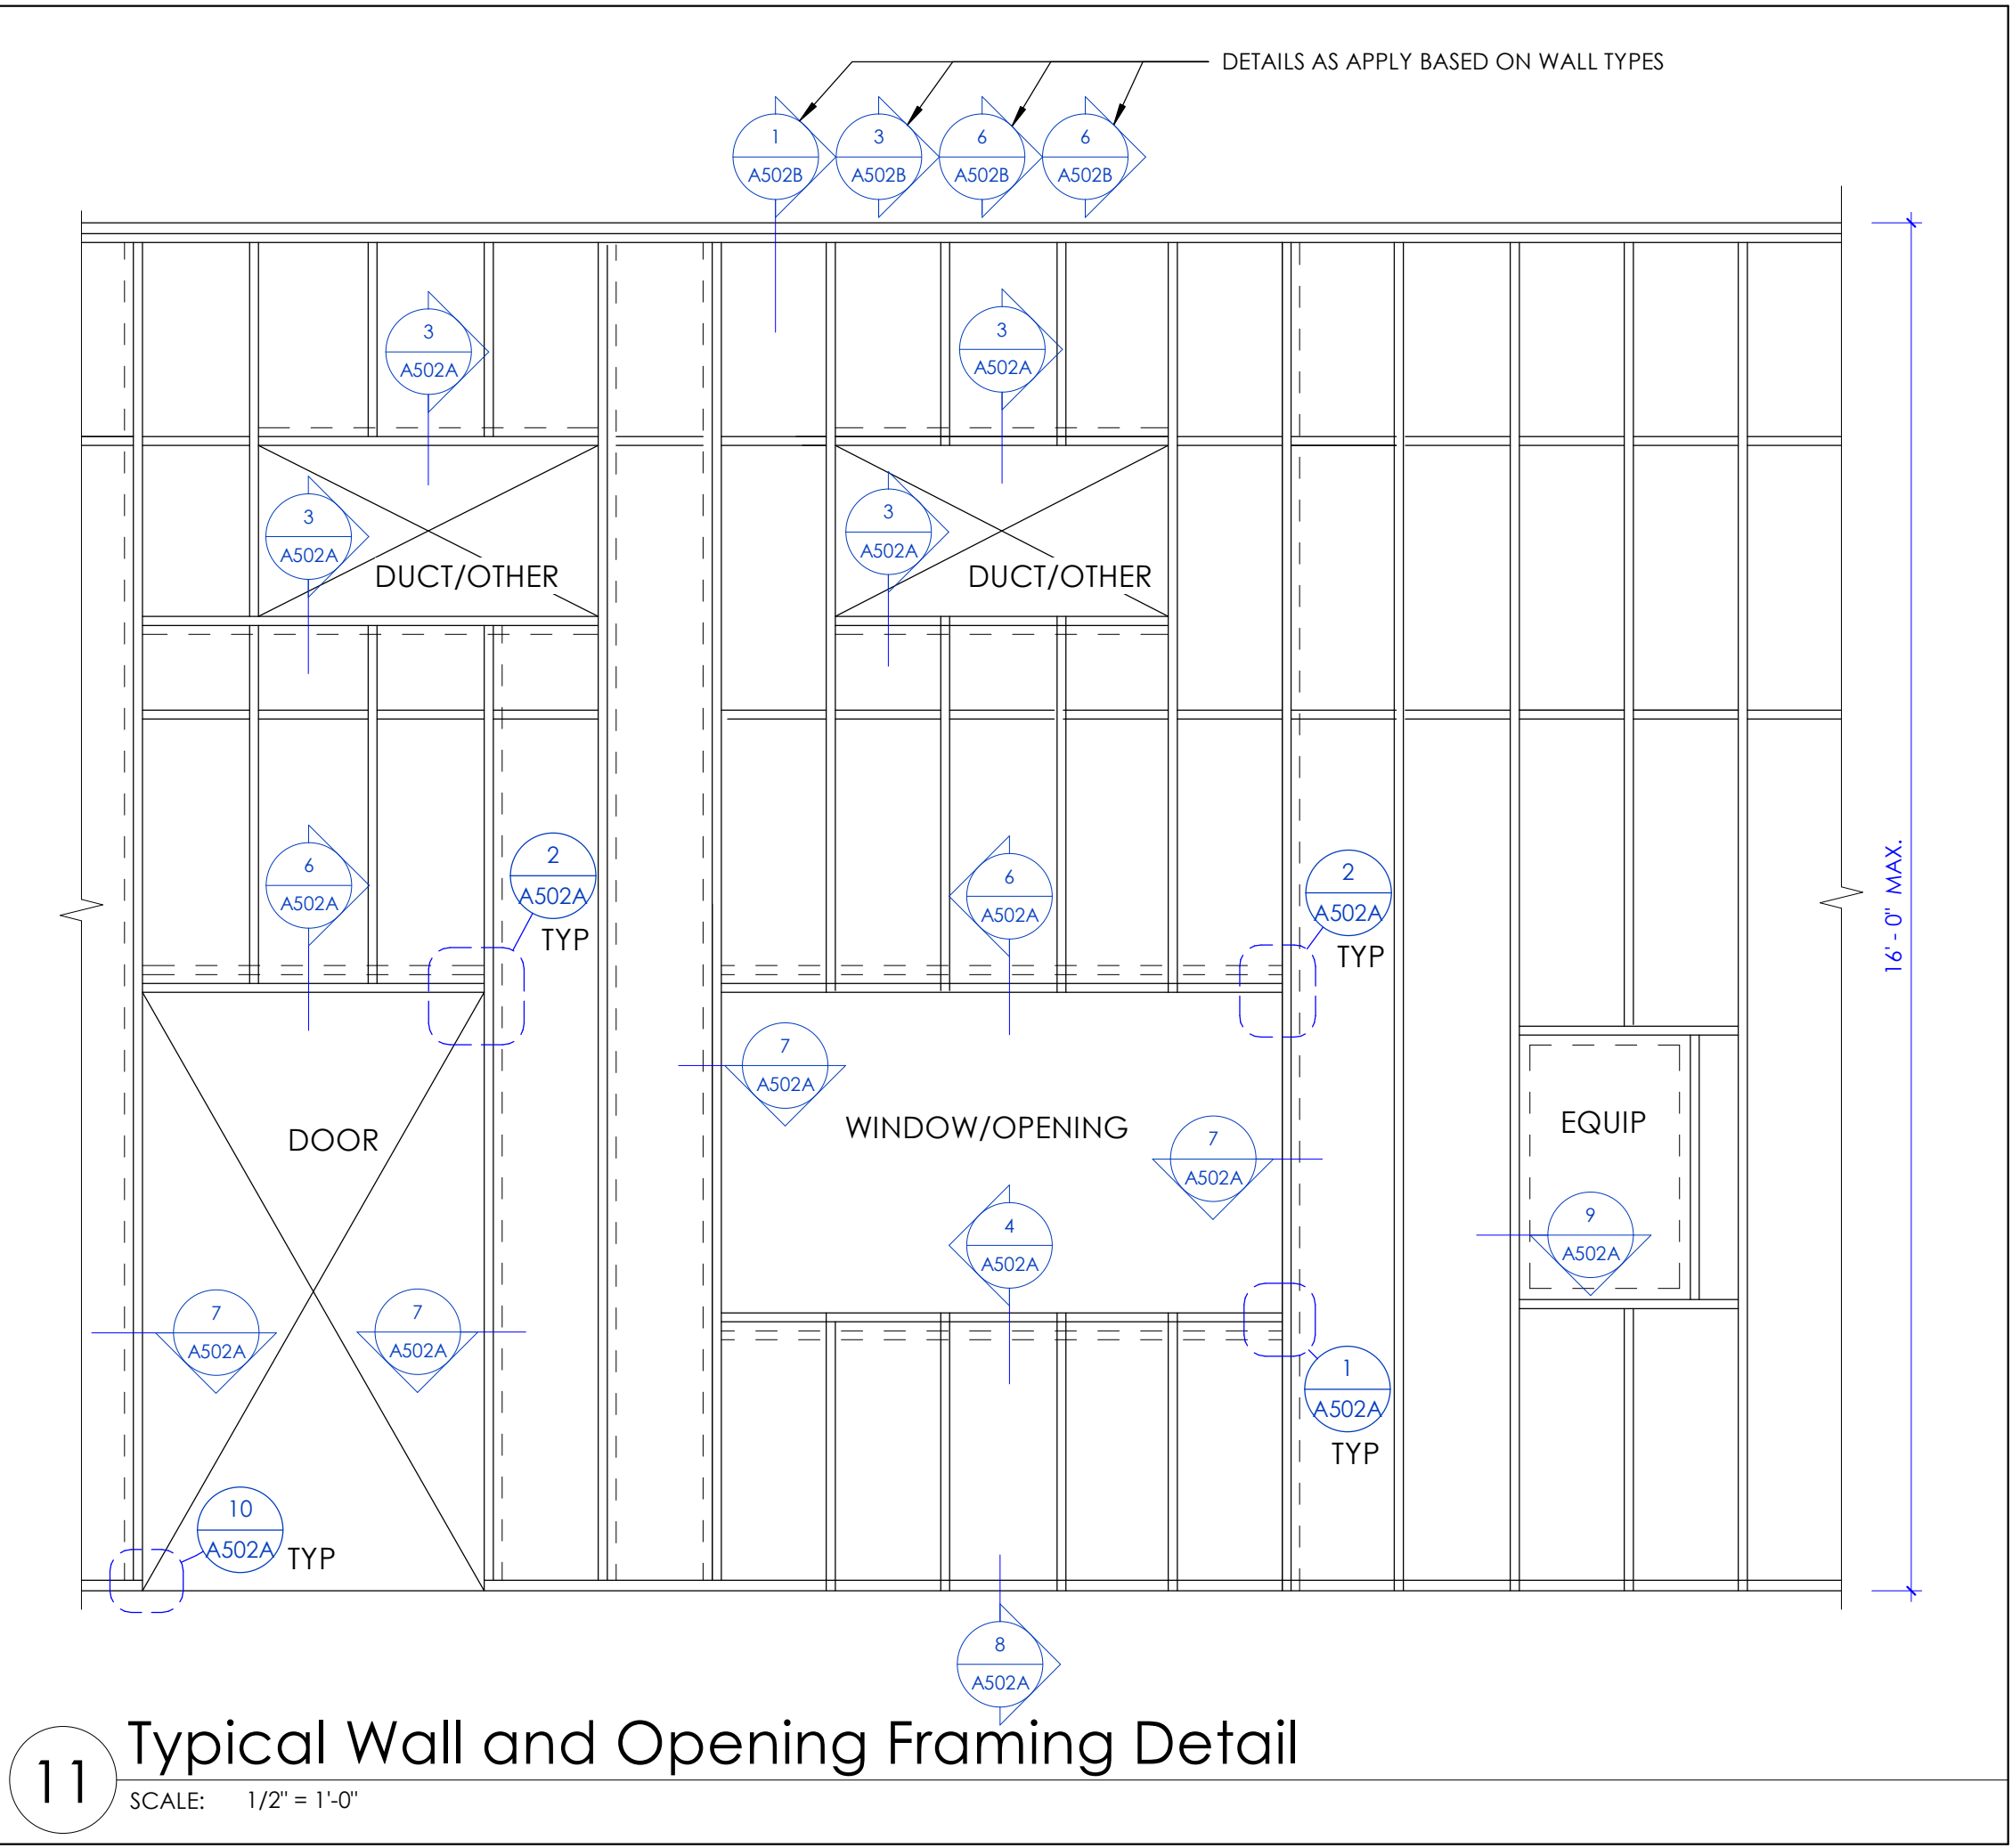 DETAILS AS APPLY BASED ON WALL TYPES
1
A502B
3
A502B
6
A502B
6
A502B
3
A502A
3
A502A
3
A502A
3
A502A
DUCT/OTHER
DUCT/OTHER
6
A502A
2
A502A
TYP
6
A502A
2
A502A
TYP
16' - 0" MAX.
7
A502A
DOOR
WINDOW/OPENING
7
A502A
EQUIP
4
A502A
9
A502A
7
A502A
7
A502A
1
A502A
TYP
10
A502A
TYP
8
A502A
11
Typical Wall and Opening Framing Detail
SCALE: 1/2" = 1'-0"